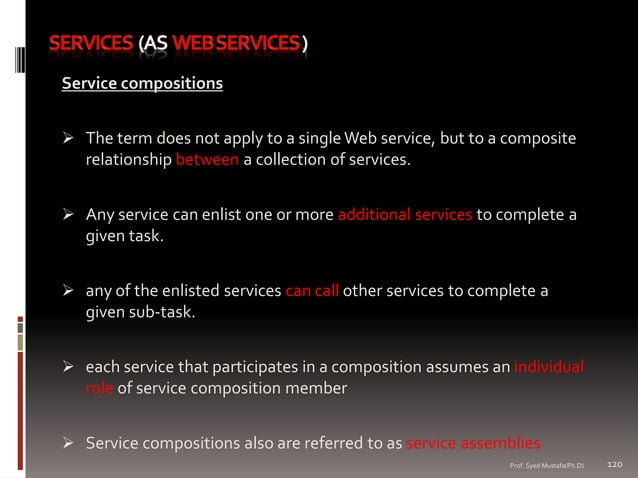 SERVICES (AS WEB SERVICES)
Service compositions
➢ The term does not apply to a single Web service, but to a composite
relationship between a collection of services.
➢ Any service can enlist one or more additional services to complete a
given task.
➢ any of the enlisted services can call other services to complete a
given sub-task.
➢ each service that participates in a composition assumes an individual
role of service composition member
➢ Service compositions also are referred to as service assemblies
Prof. Syed Mustafa(Ph.D) 120